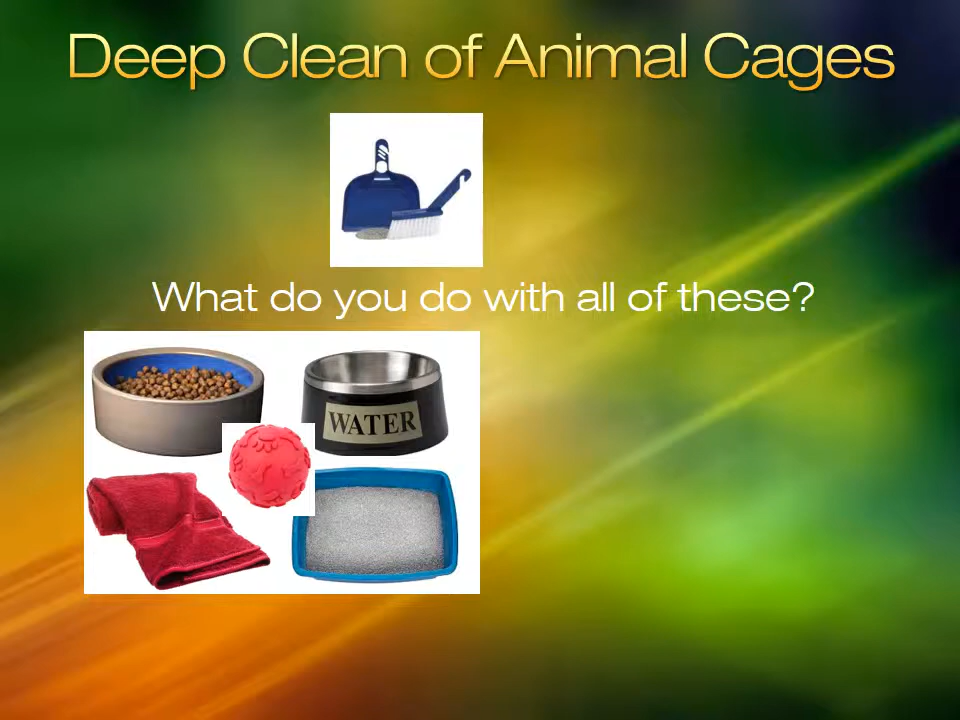 Deep Clean of Animal Cages
What do you do with all of these?
WATER